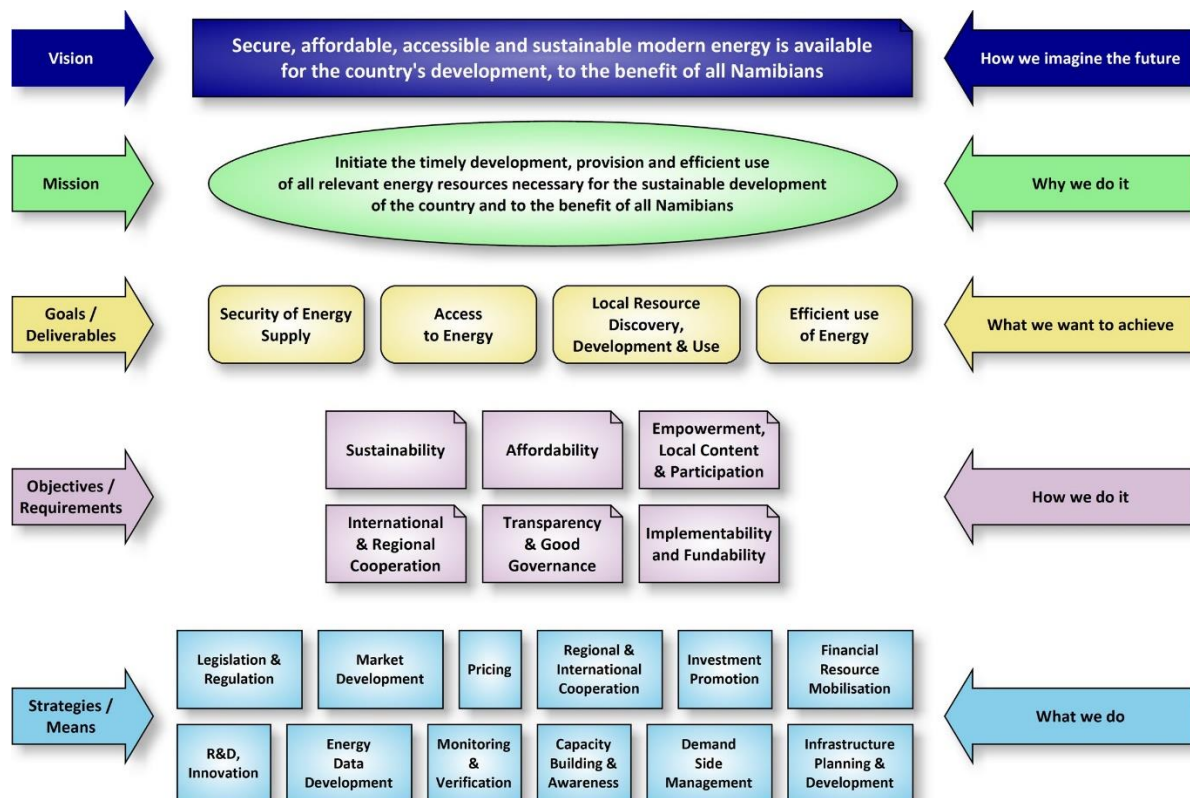 Vision
Secure, affordable, accessible and sustainable modern energy is available
for the country's development, to the benefit of all Namibians
How we imagine the future
Mission
Initiate the timely development, provision and efficient use
of all relevant energy resources necessary for the sustainable development
of the country and to the benefit of all Namibians
Why we do it
Goals /
Deliverables
Security of Energy
Supply
Access
to Energy
Local Resource
Discovery,
Development & Use
Efficient use
of Energy
What we want to achieve
Objectives /
Requirements
Sustainability
Affordability
Empowerment,
Local Content
& Participation
International
& Regional
Cooperation
Transparency
& Good
Governance
Implementability
and Fundability
How we do it
Strategies /
Means
Legislation &
Regulation
Market
Development
Pricing
Regional &
International
Cooperation
Investment
Promotion
Financial
Resource
Mobilisation
R&D,
Innovation
Energy
Data
Development
Monitoring
&
Verification
Capacity
Building &
Awareness
Demand
Side
Management
Infrastructure
Planning &
Development
What we do